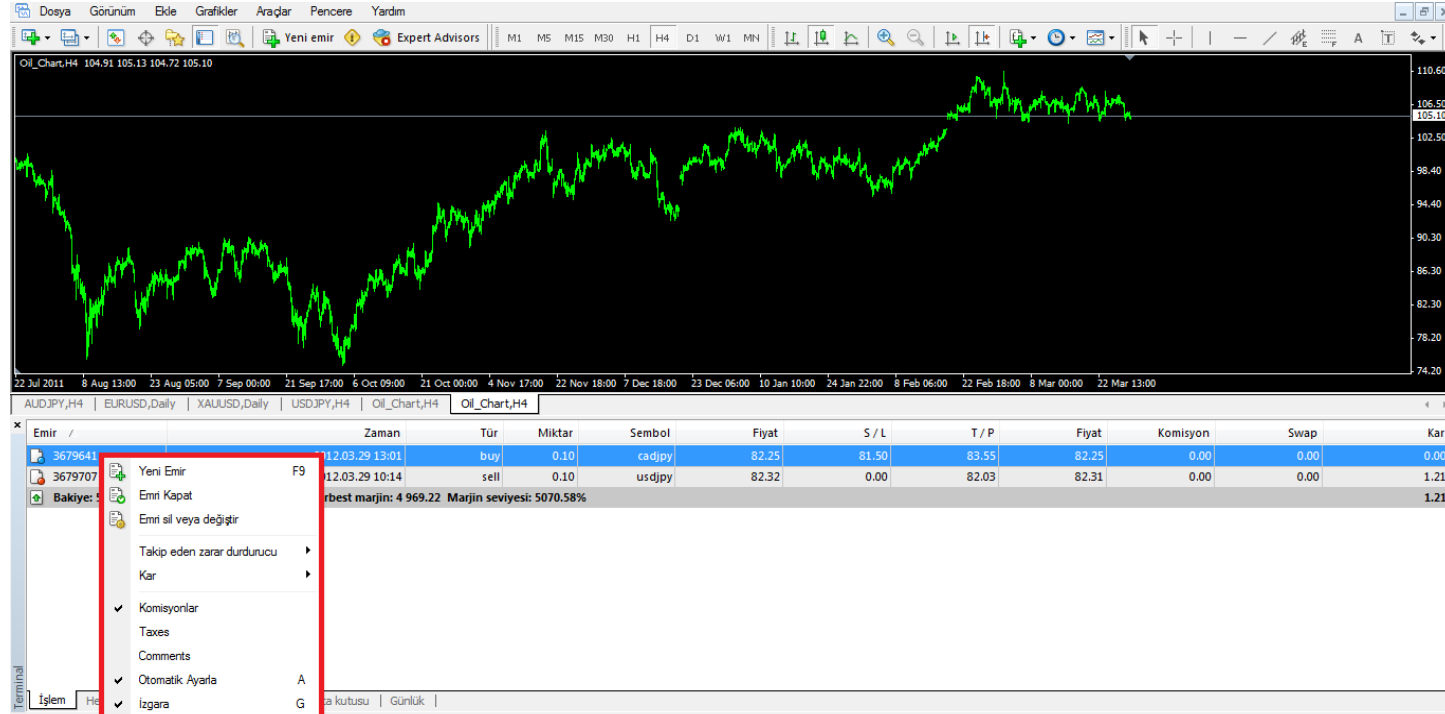 Dosya Görünüm Ekle Grafikler Araçlar Pencere Yardım
Yeni emir Expert Advisors M1 M5 M15 M30 H1 H4 D1 W1 MN E F A T
Oil_Chart,H4 104.91 105.13 104.72 105.10
110.60
106.50
105.10
102.50
98.40
94.40
90.30
86.30
82.30
78.20
74.20
22 Jul 2011 8 Aug 13:00 23 Aug 05:00 7 Sep 00:00 21 Sep 17:00 6 Oct 09:00 21 Oct 00:00 4 Nov 17:00 22 Nov 18:00 7 Dec 18:00 23 Dec 06:00 10 Jan 10:00 24 Jan 22:00 8 Feb 06:00 22 Feb 18:00 8 Mar 00:00 22 Mar 13:00
AUDJPY,H4 | EURUSD,Daily | XAUUSD,Daily | USDJPY,H4 | Oil_Chart,H4 | Oil_Chart,H4
Emir / Zaman Tür Miktar Sembol Fiyat S / L T / P Fiyat Komisyon Swap Kar
3679641 012.03.29 13:01 buy 0.10 cadjpy 82.25 81.50 83.55 82.25 0.00 0.00 0.00
3679707 012.03.29 10:14 sell 0.10 usdjpy 82.32 0.00 82.03 82.31 0.00 0.00 1.21
Bakiye: rbest marjin: 4 969.22 Marjin seviyesi: 5070.58% 1.21
Yeni Emir F9
Emri Kapat
Emri sil veya değiştir
Takip eden zarar durdurucu
Kar
Komisyonlar
Taxes
Comments
Otomatik Ayarla A
Izgara G
Terminal
İşlem He ta kutusu | Günlük |